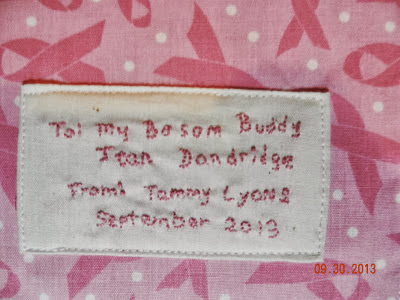 To: my Bosom Buddy
Jean Dandridge
From: Tammy Lyons
September 2013
09.30.2013